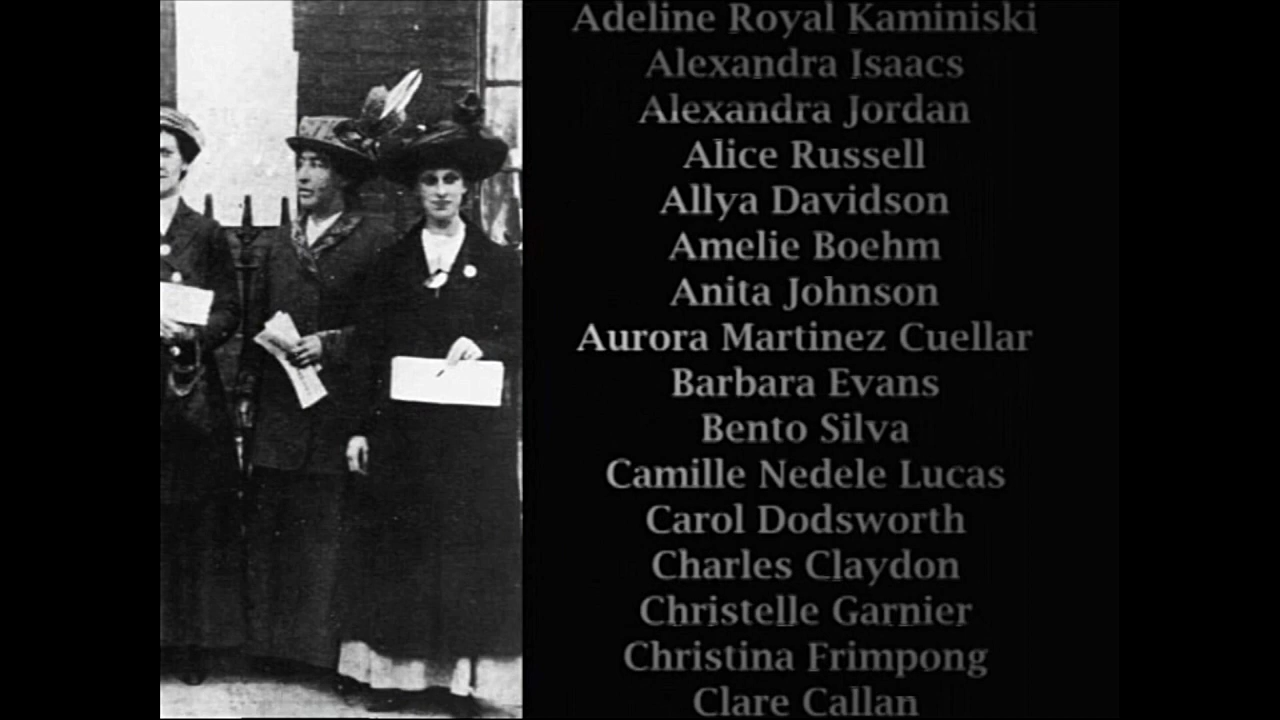 Adeline Royal Kaminiski
Alexandra Isaacs
Alexandra Jordan
Alice Russell
Allya Davidson
Amelie Boehm
Anita Johnson
Aurora Martinez Cuellar
Barbara Evans
Bento Silva
Camille Nedele Lucas
Carol Dodsworth
Charles Claydon
Christelle Garnier
Christina Frimpong
Clare Callan